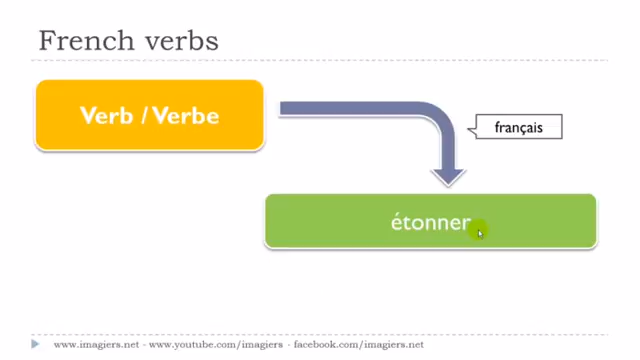 French verbs
Verb / Verbe
français
étonner
www.imagiers.net - www.youtube.com/imagiers - facebook.com/imagiers.net